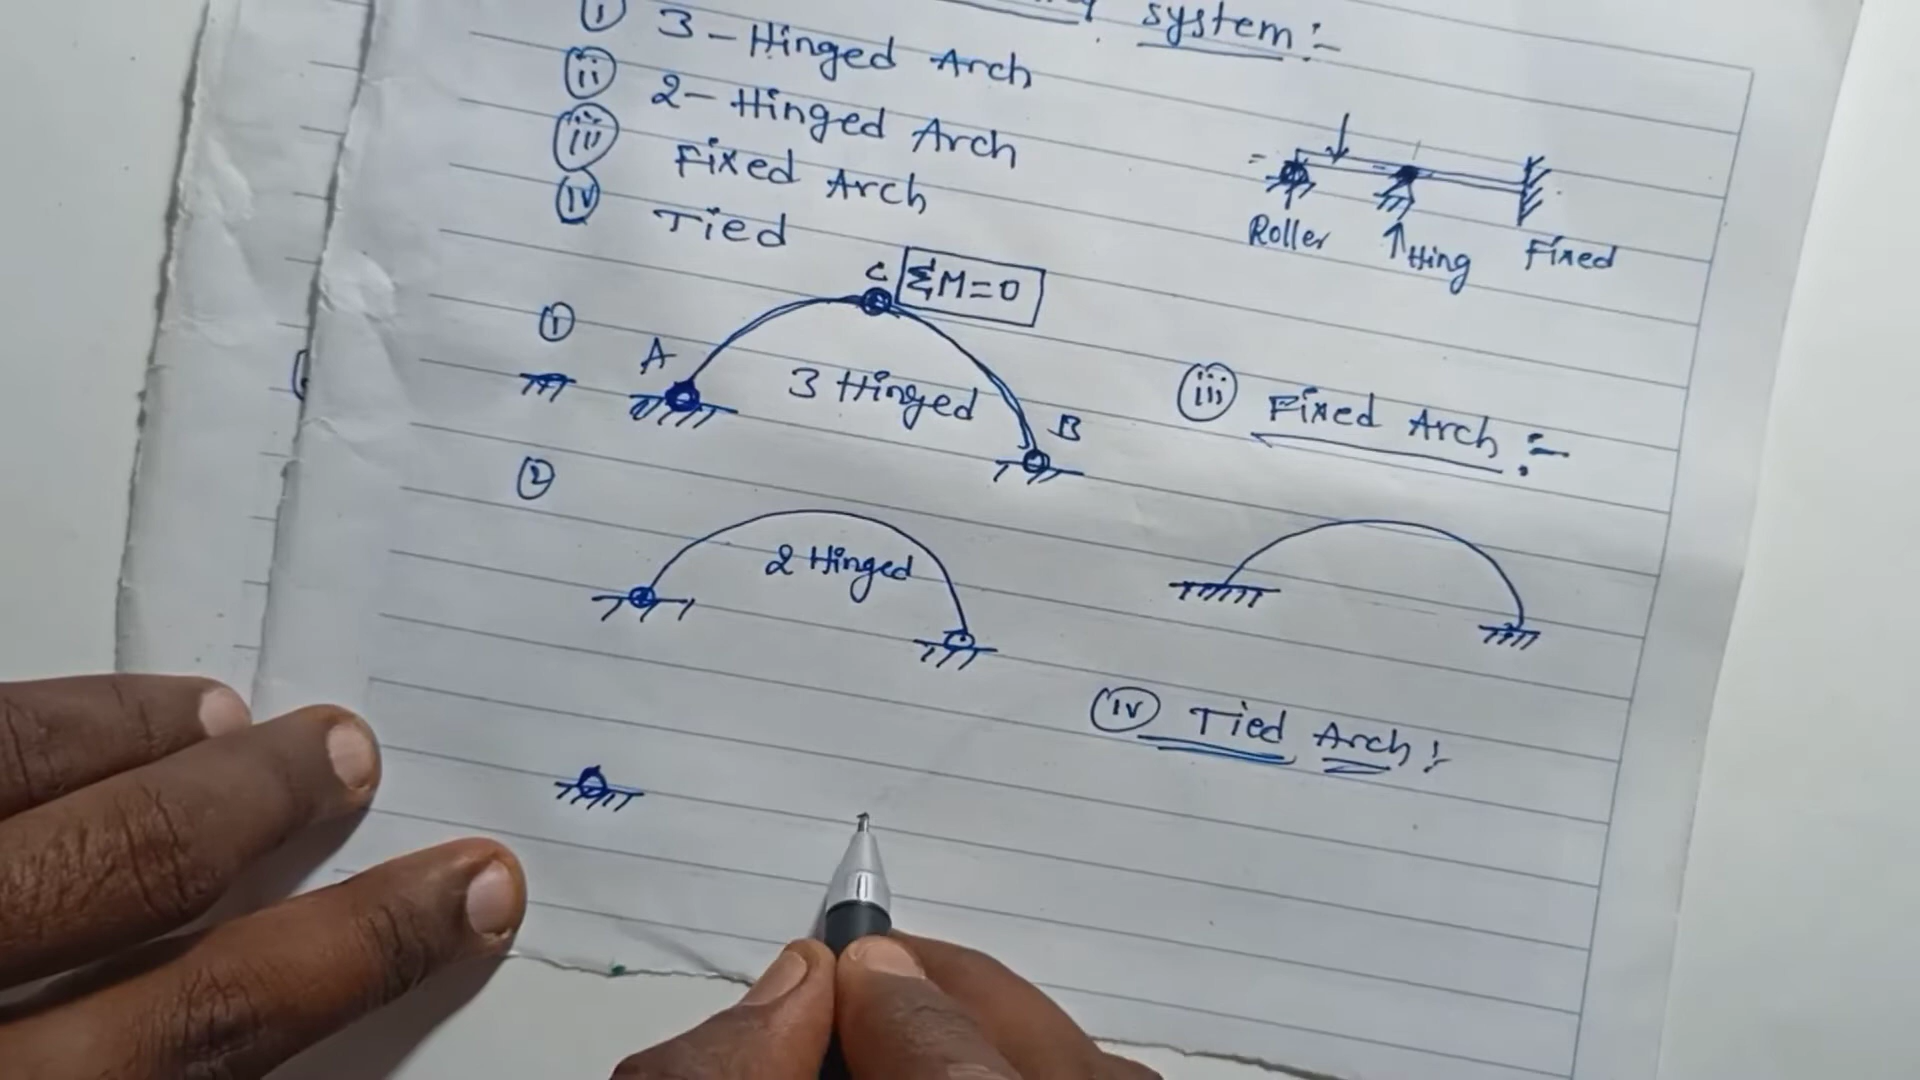 system:-
(i) 3-Hinged Arch
(ii) 2-Hinged Arch
(iii) Fixed Arch
(iv) Tied
Roller Hing Fixed
C ΣM=0
① A 3 Hinged B
② 2 Hinged
(iii) Fixed Arch :-
(iv) Tied Arch :-